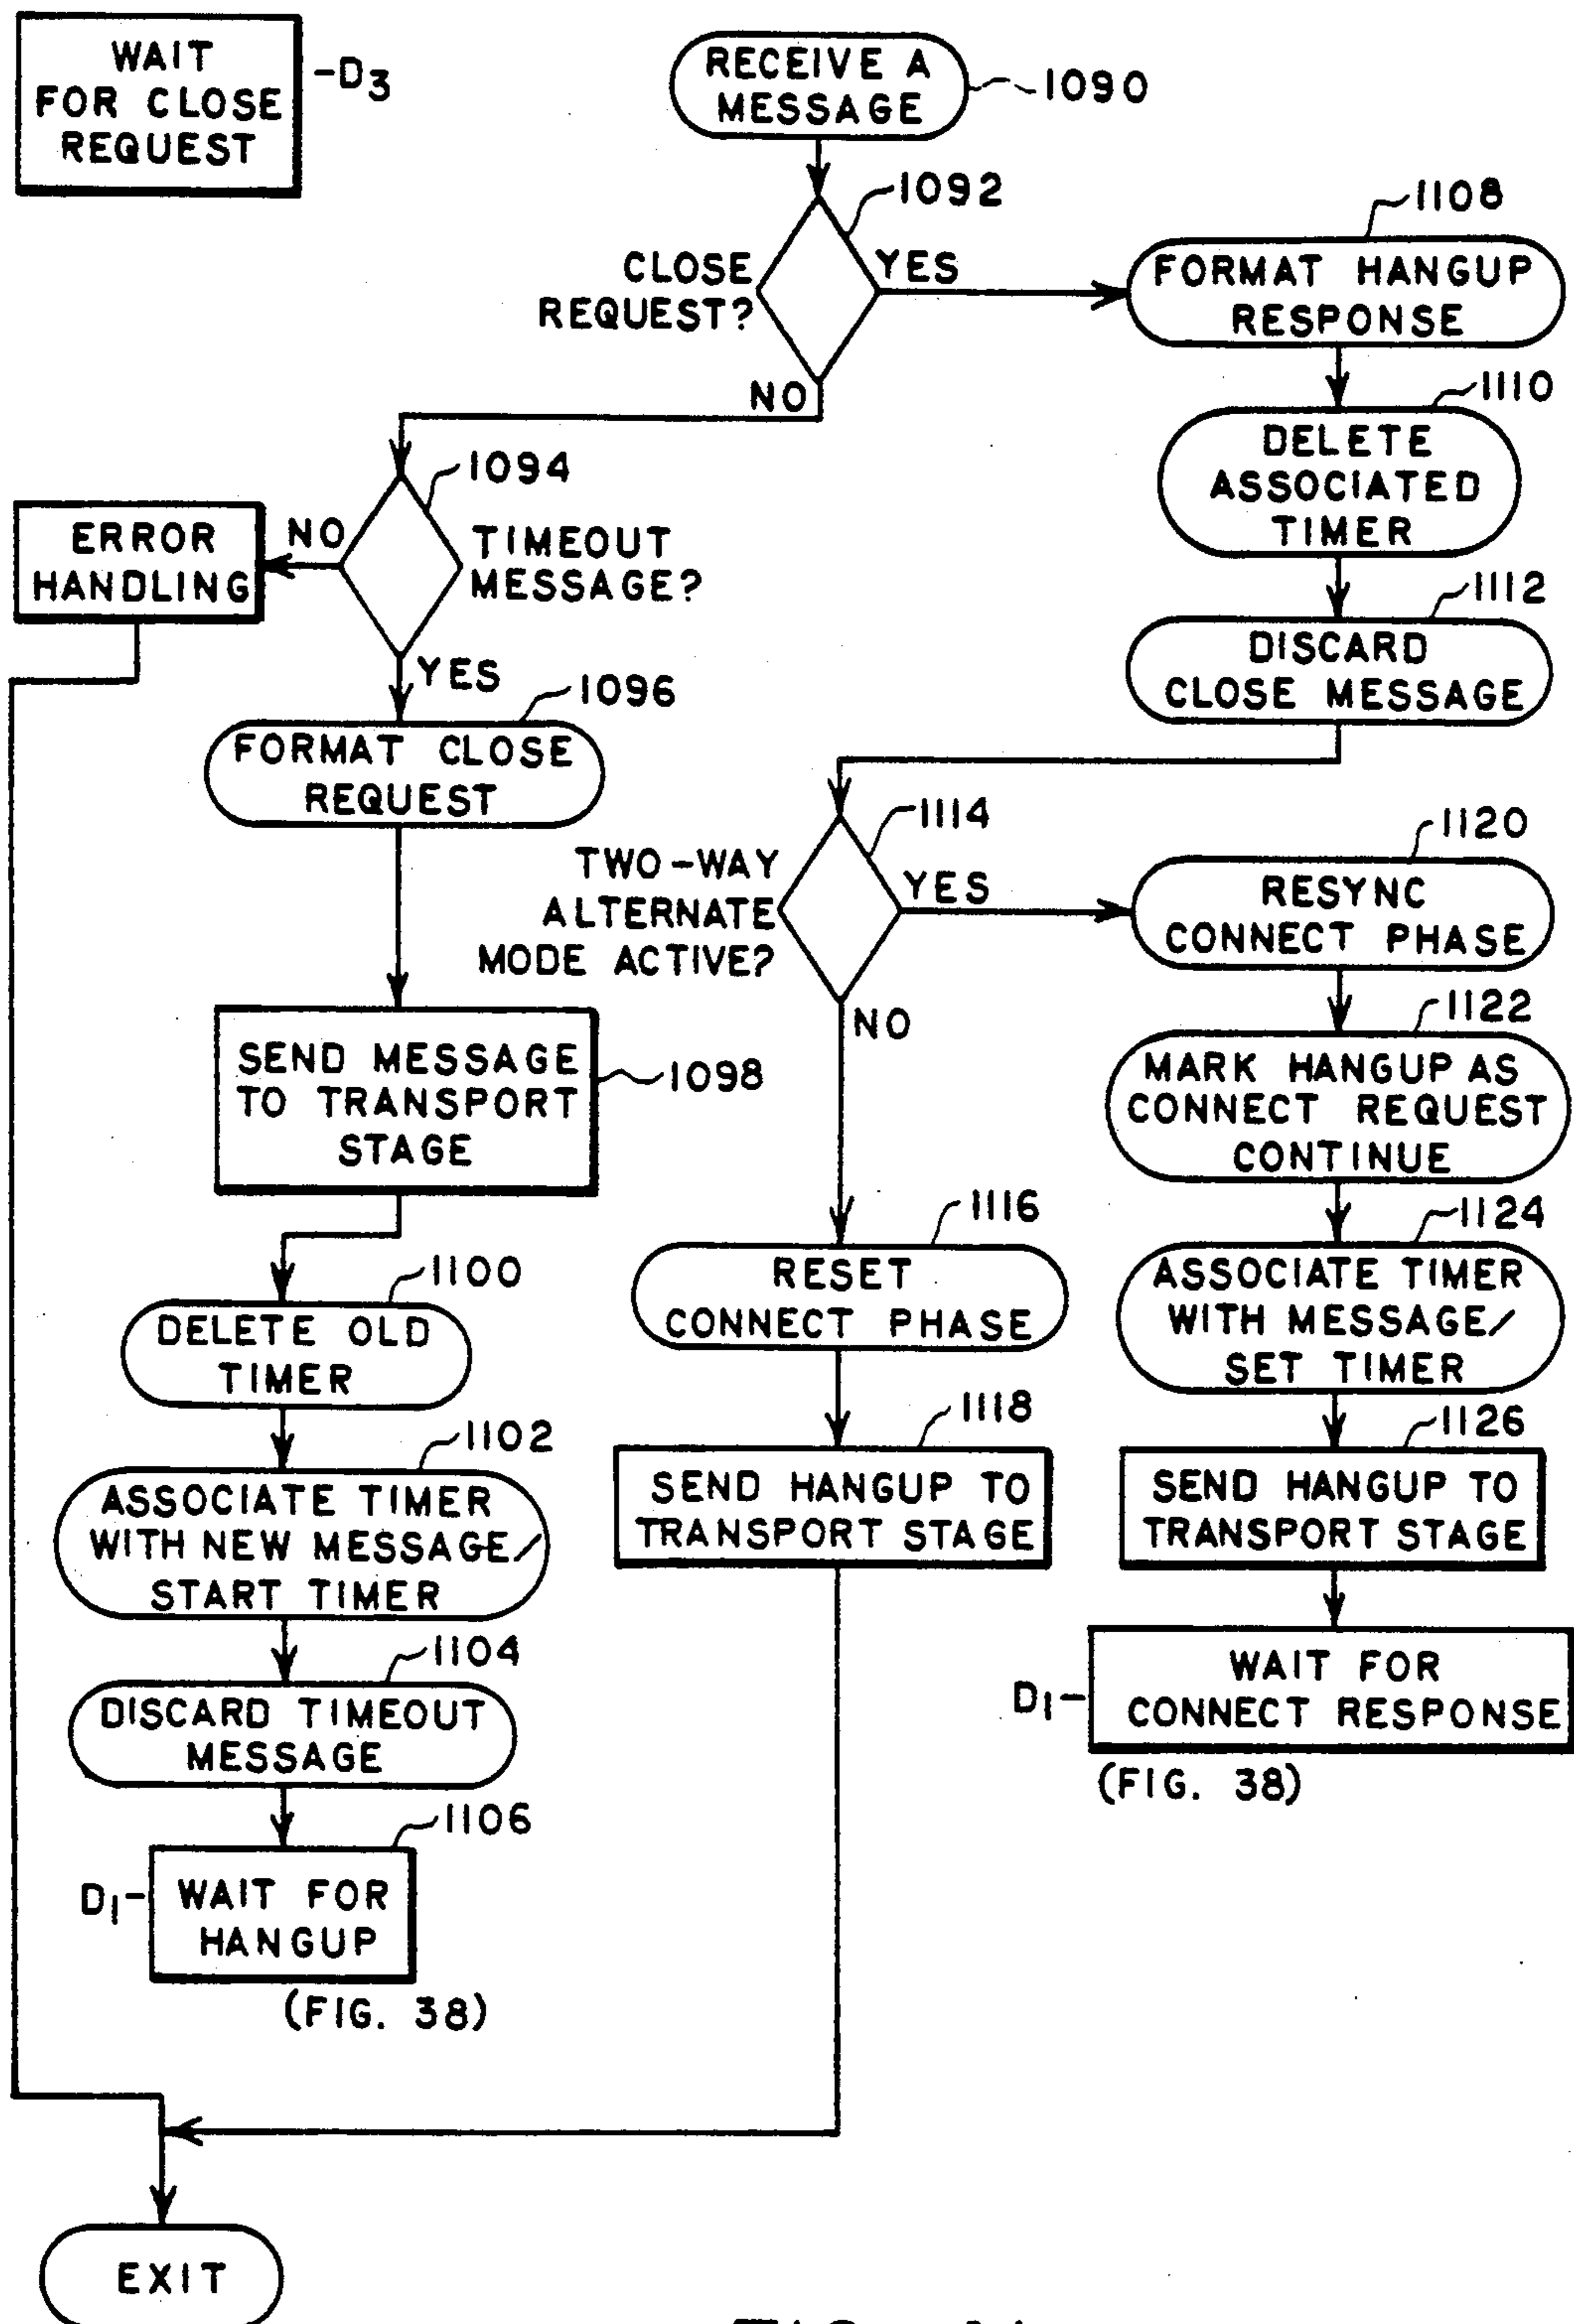 WAIT
FOR CLOSE
REQUEST
-D3
RECEIVE A
MESSAGE
1090
1092
CLOSE
REQUEST?
YES
NO
1108
FORMAT HANGUP
RESPONSE
1110
DELETE
ASSOCIATED
TIMER
1112
DISCARD
CLOSE MESSAGE
1094
TIMEOUT
MESSAGE?
NO
ERROR
HANDLING
YES
1096
FORMAT CLOSE
REQUEST
SEND MESSAGE
TO TRANSPORT
STAGE
1098
1100
DELETE OLD
TIMER
1102
ASSOCIATE TIMER
WITH NEW MESSAGE/
START TIMER
1104
DISCARD TIMEOUT
MESSAGE
1106
D1-
WAIT FOR
HANGUP
(FIG. 38)
1114
TWO-WAY
ALTERNATE
MODE ACTIVE?
YES
NO
1116
RESET
CONNECT PHASE
1118
SEND HANGUP TO
TRANSPORT STAGE
1120
RESYNC
CONNECT PHASE
1122
MARK HANGUP AS
CONNECT REQUEST
CONTINUE
1124
ASSOCIATE TIMER
WITH MESSAGE/
SET TIMER
1126
SEND HANGUP TO
TRANSPORT STAGE
D1-
WAIT FOR
CONNECT RESPONSE
(FIG. 38)
EXIT